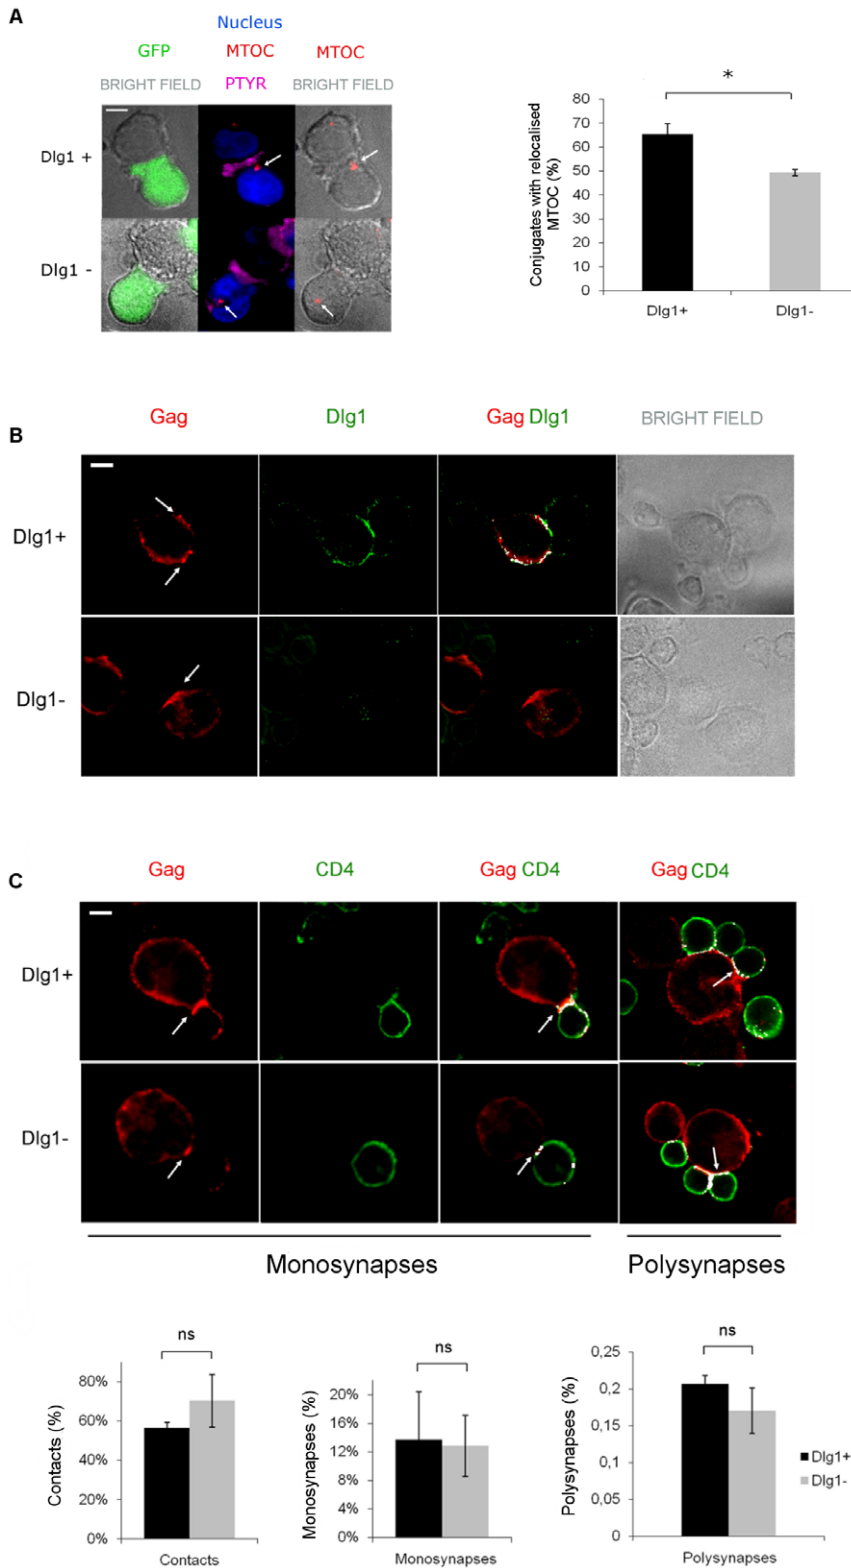 A
Nucleus
GFP MTOC MTOC
BRIGHT FIELD PTYR BRIGHT FIELD
Dlg1 +
Dlg1 -
*
Conjugates with relocalised
MTOC (%)
80
70
60
50
40
30
20
10
0
Dlg1+ Dlg1-
B
Gag Dlg1 Gag Dlg1 BRIGHT FIELD
Dlg1+
Dlg1-
C
Gag CD4 Gag CD4 Gag CD4
Dlg1+
Dlg1-
Monosynapses Polysynapses
ns
Contacts (%)
80%
60%
40%
20%
0%
Contacts
ns
Monosynapses (%)
20%
16%
12%
8%
4%
0%
Monosynapses
ns
Polysynapses (%)
0,25
0,2
0,15
0,1
0,05
0
Polysynapses
Dlg1+
Dlg1-